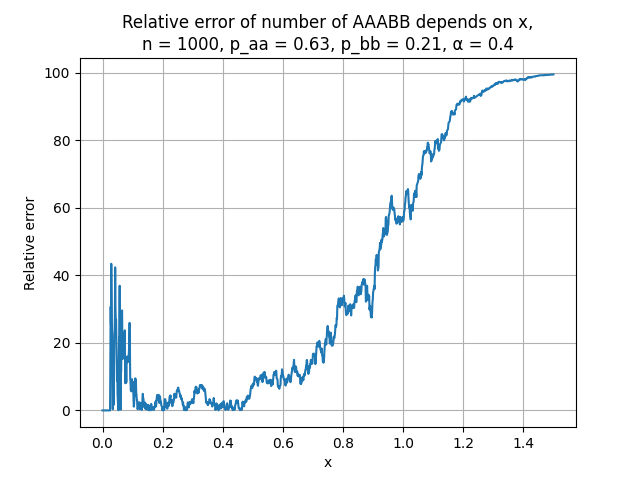 Relative error of number of AAABB depends on x,
n = 1000, p_aa = 0.63, p_bb = 0.21, α = 0.4
100
80
60
40
20
0
Relative error
0.0 0.2 0.4 0.6 0.8 1.0 1.2 1.4
x